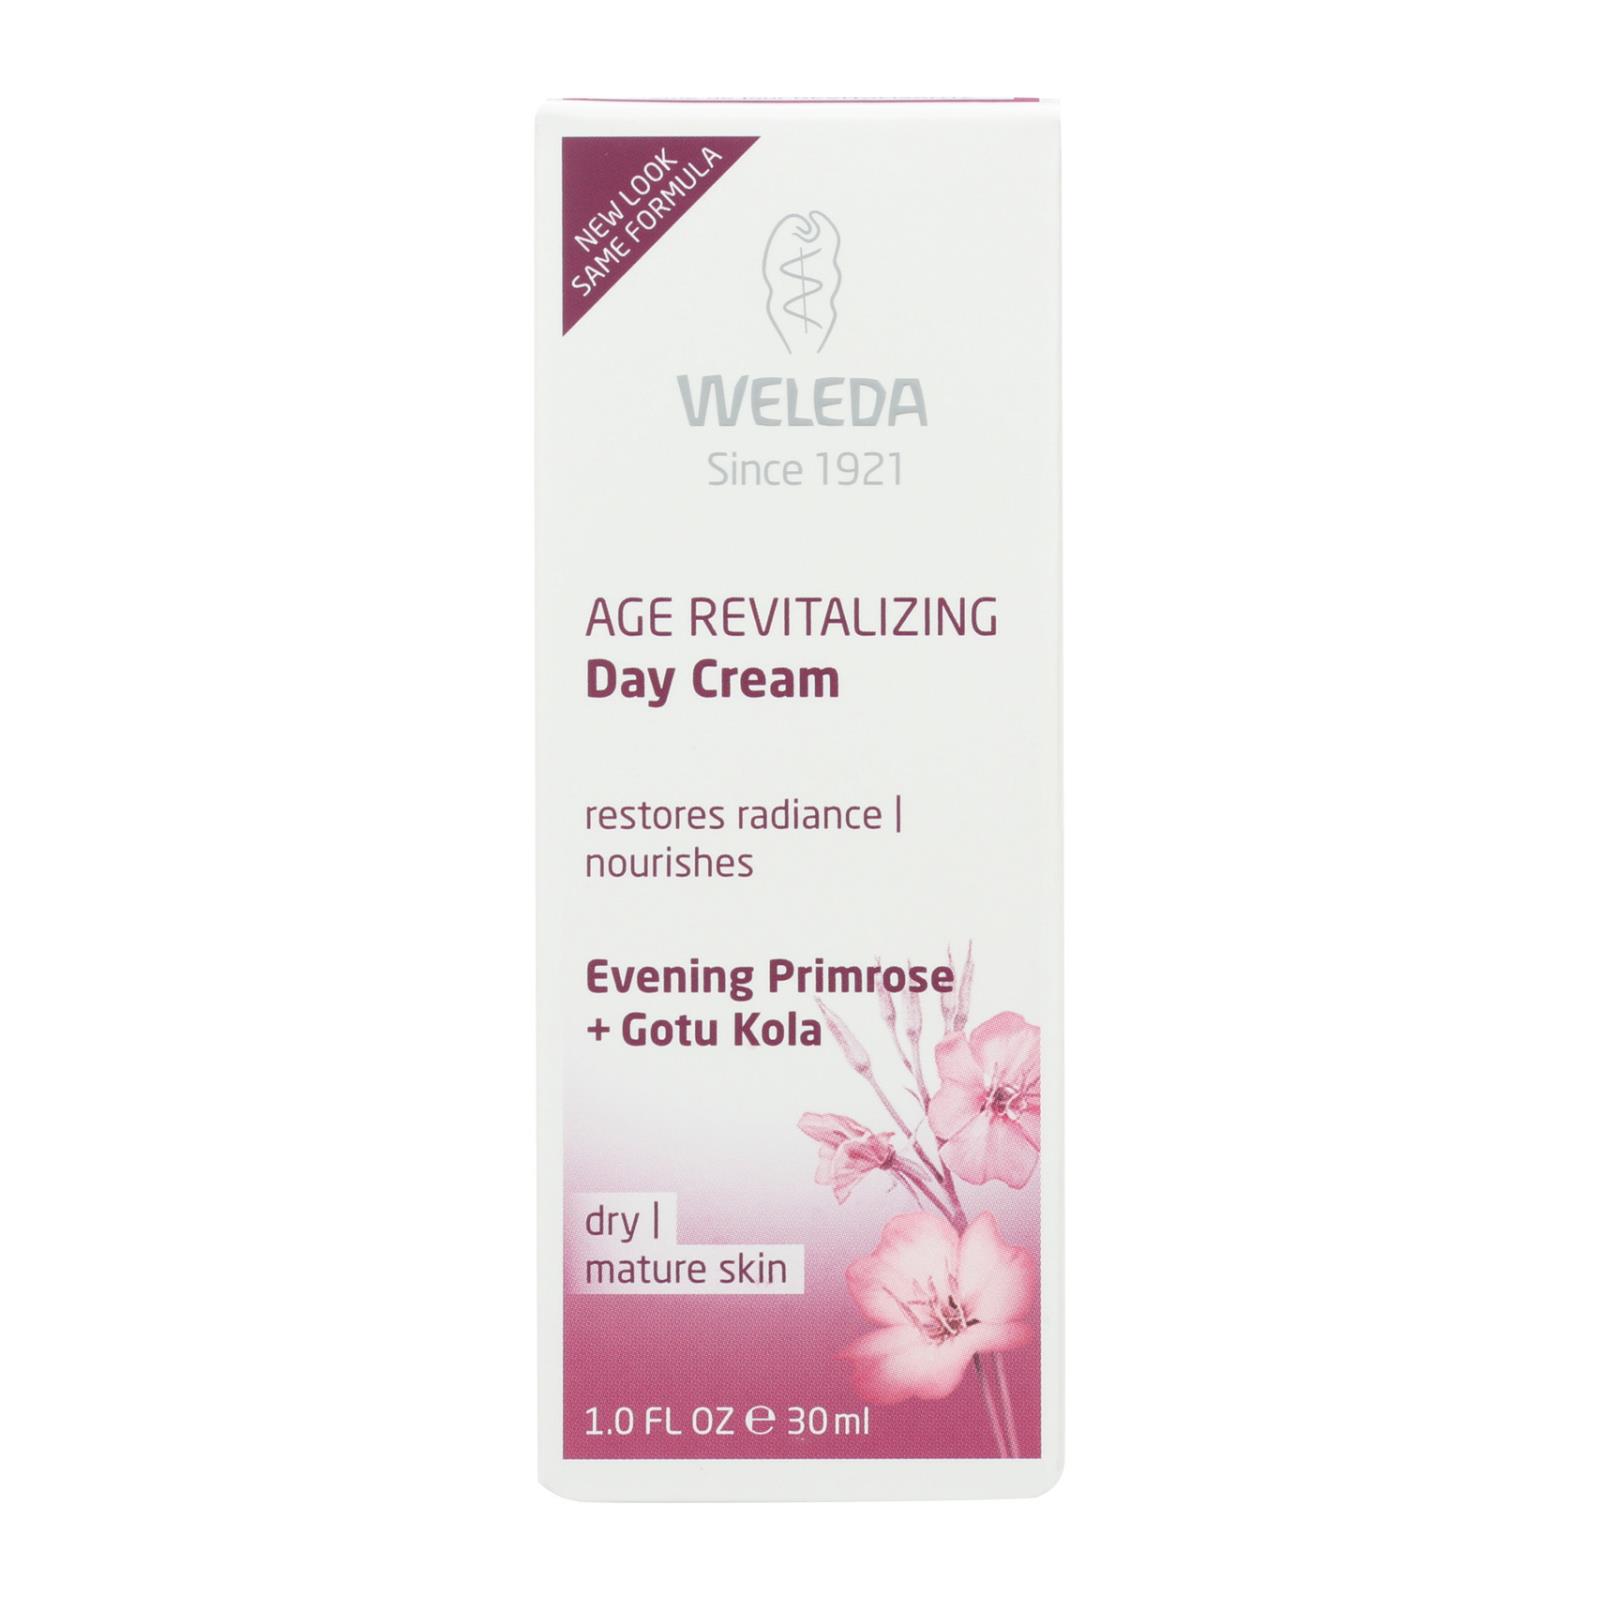 NEW LOOK
SAME FORMULA
WELEDA
Since 1921
AGE REVITALIZING
Day Cream
restores radiance |
nourishes
Evening Primrose
+ Gotu Kola
dry |
mature skin
1.0 FL OZ ℮ 30 ml